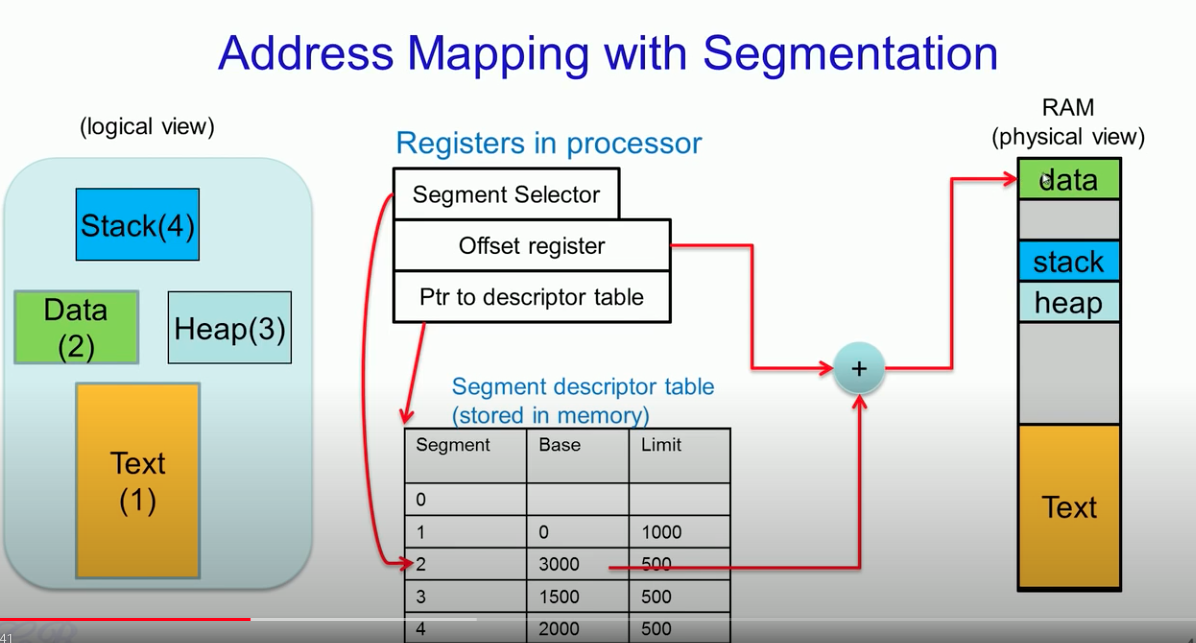 Address Mapping with Segmentation
(logical view)
Stack(4)
Data
(2)
Heap(3)
Text
(1)
Registers in processor
Segment Selector
Offset register
Ptr to descriptor table
Segment descriptor table
(stored in memory)
Segment Base Limit
0
1 0 1000
2 3000 500
3 1500 500
4 2000 500
+
RAM
(physical view)
data
stack
heap
Text
41